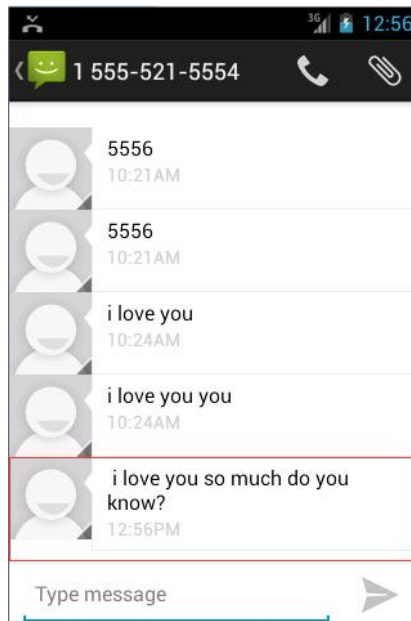 3G 12:56
1 555-521-5554
5556
10:21AM
5556
10:21AM
i love you
10:24AM
i love you you
10:24AM
i love you so much do you
know?
12:56PM
Type message